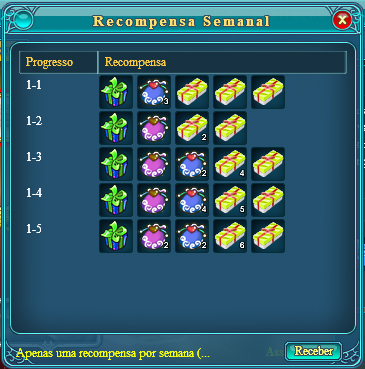 Recompensa Semanal
Progresso Recompensa
1-1 3
1-2 2
1-3 2 4
1-4 4 5
1-5 2 2 6
Apenas uma recompensa por semana (...
Receber